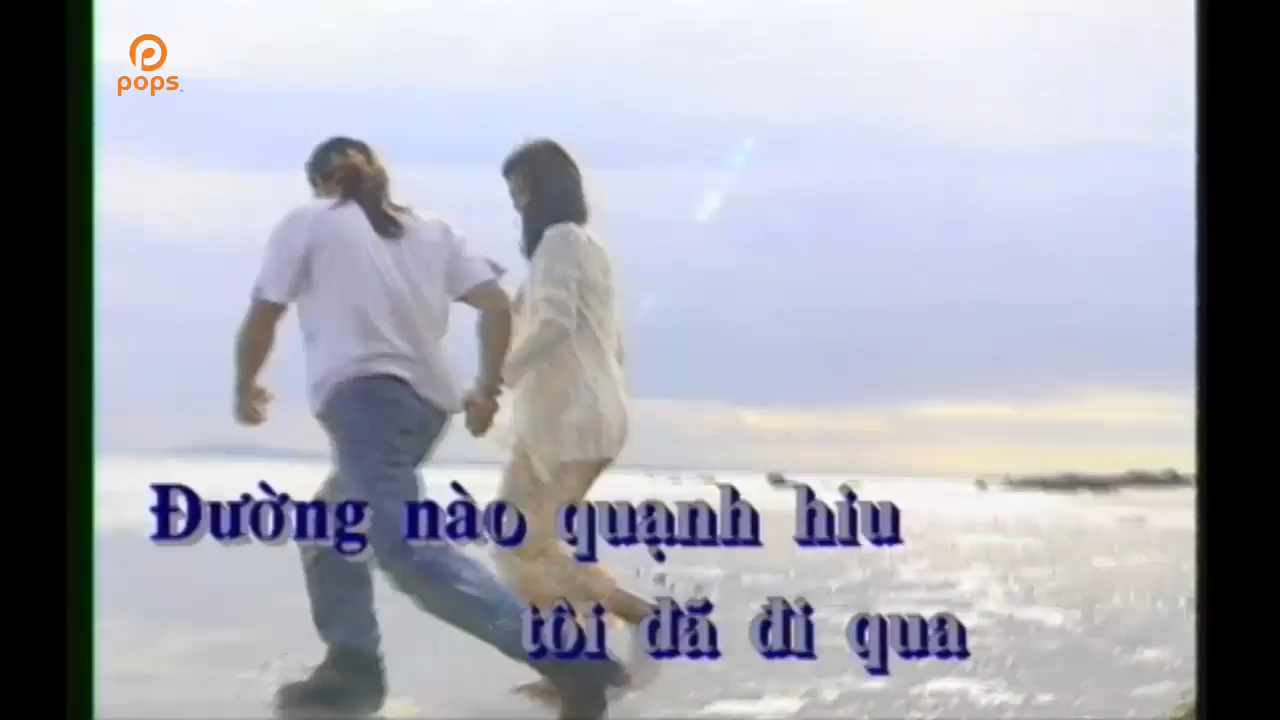 pops
Đường nào quạnh hiu
tôi đã đi qua